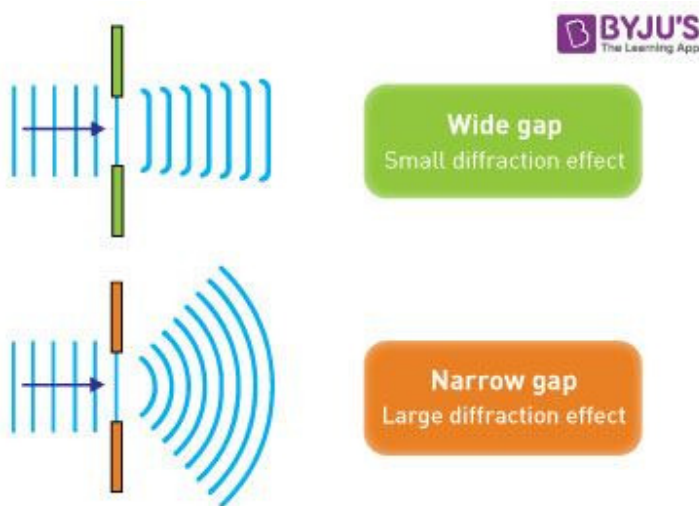 BYJU'S
The Learning App
Wide gap
Small diffraction effect
Narrow gap
Large diffraction effect